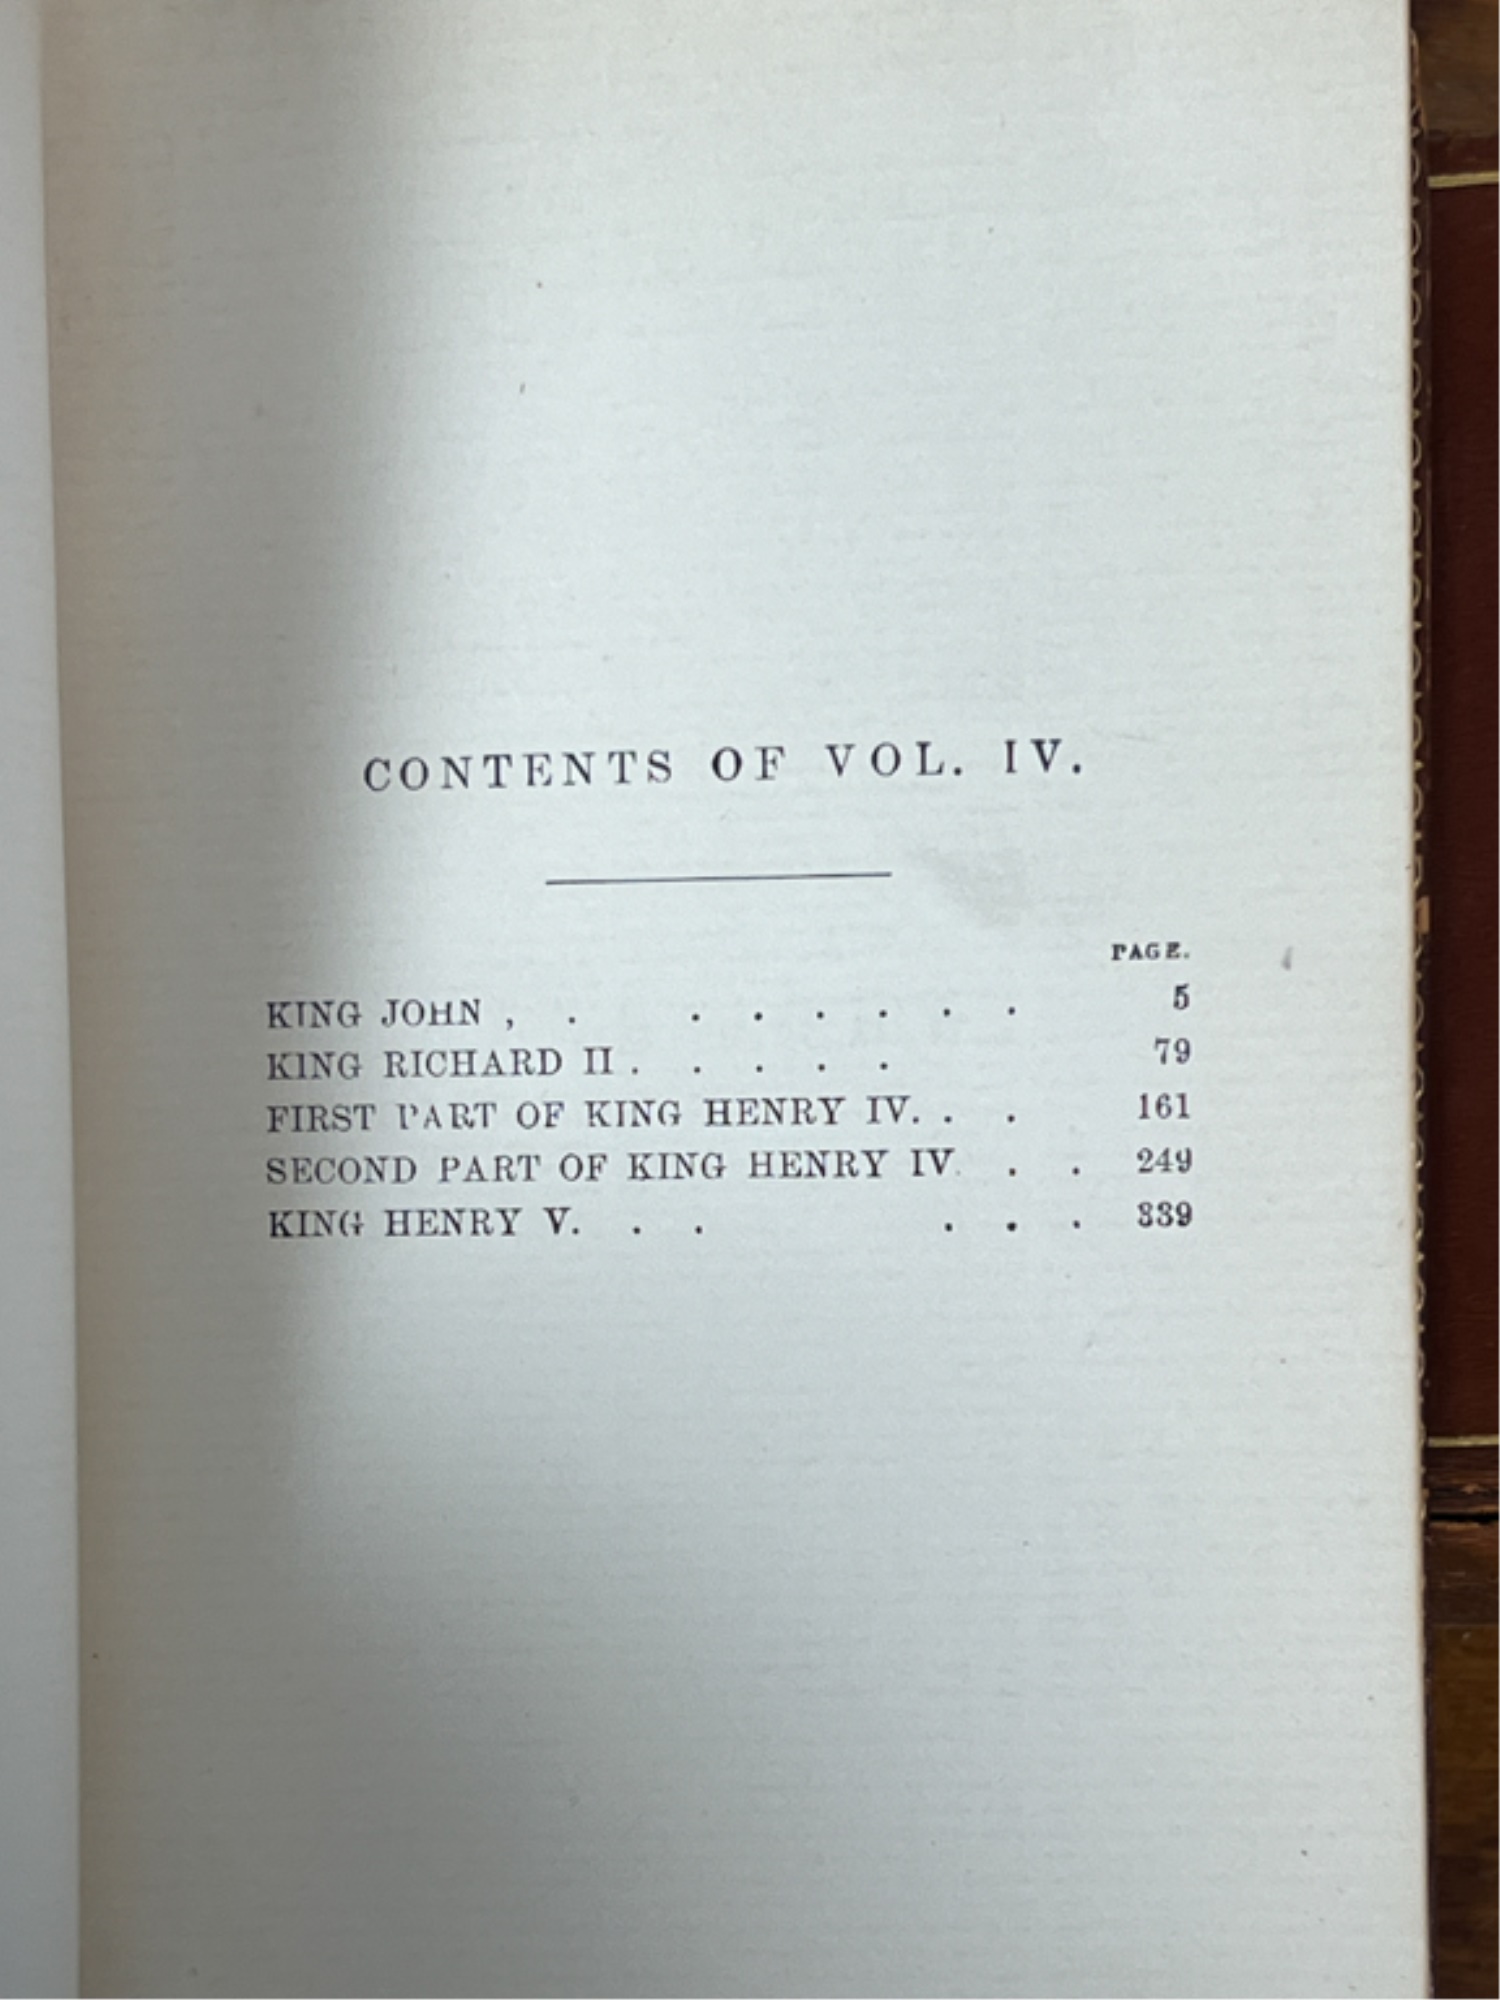 CONTENTS OF VOL. IV.
PAGE.
KING JOHN , . . . . . . . 5
KING RICHARD II . . . . . 79
FIRST PART OF KING HENRY IV. . . 161
SECOND PART OF KING HENRY IV . . 249
KING HENRY V. . . . . . 339